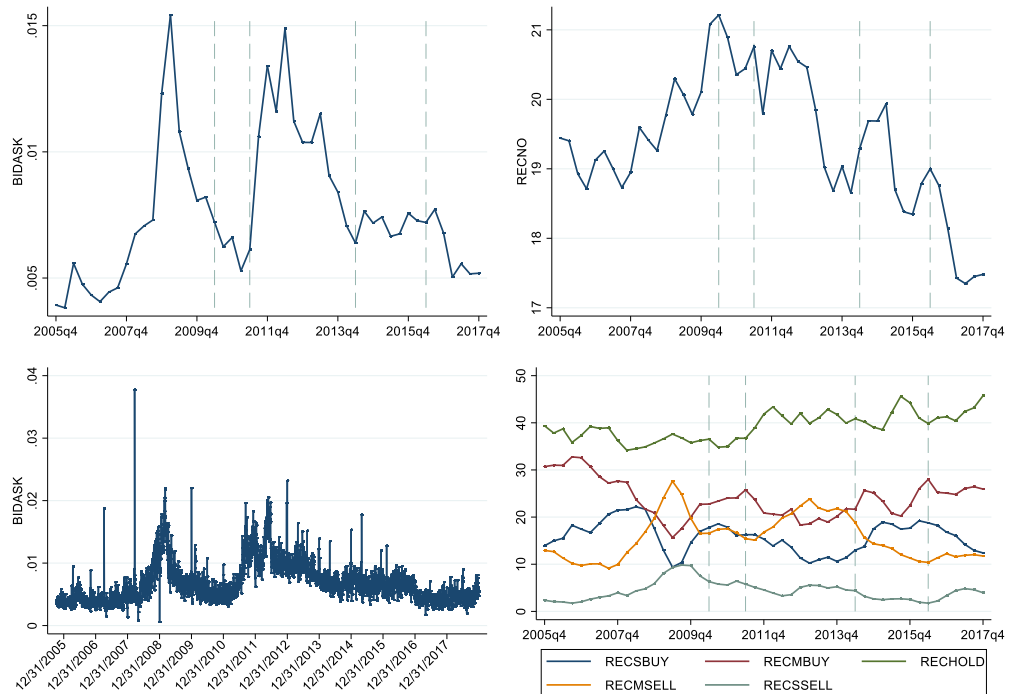 BIDASK
.015
.01
.005
2005q4 2007q4 2009q4 2011q4 2013q4 2015q4 2017q4
RECNO
21
20
19
18
17
2005q4 2007q4 2009q4 2011q4 2013q4 2015q4 2017q4
BIDASK
.04
.03
.02
.01
0
12/31/2005 12/31/2006 12/31/2007 12/31/2008 12/31/2009 12/31/2010 12/31/2011 12/31/2012 12/31/2013 12/31/2014 12/31/2015 12/31/2016 12/31/2017
50
40
30
20
10
0
2005q4 2007q4 2009q4 2011q4 2013q4 2015q4 2017q4
RECSBUY RECMBUY RECHOLD
RECMSELL RECSSELL